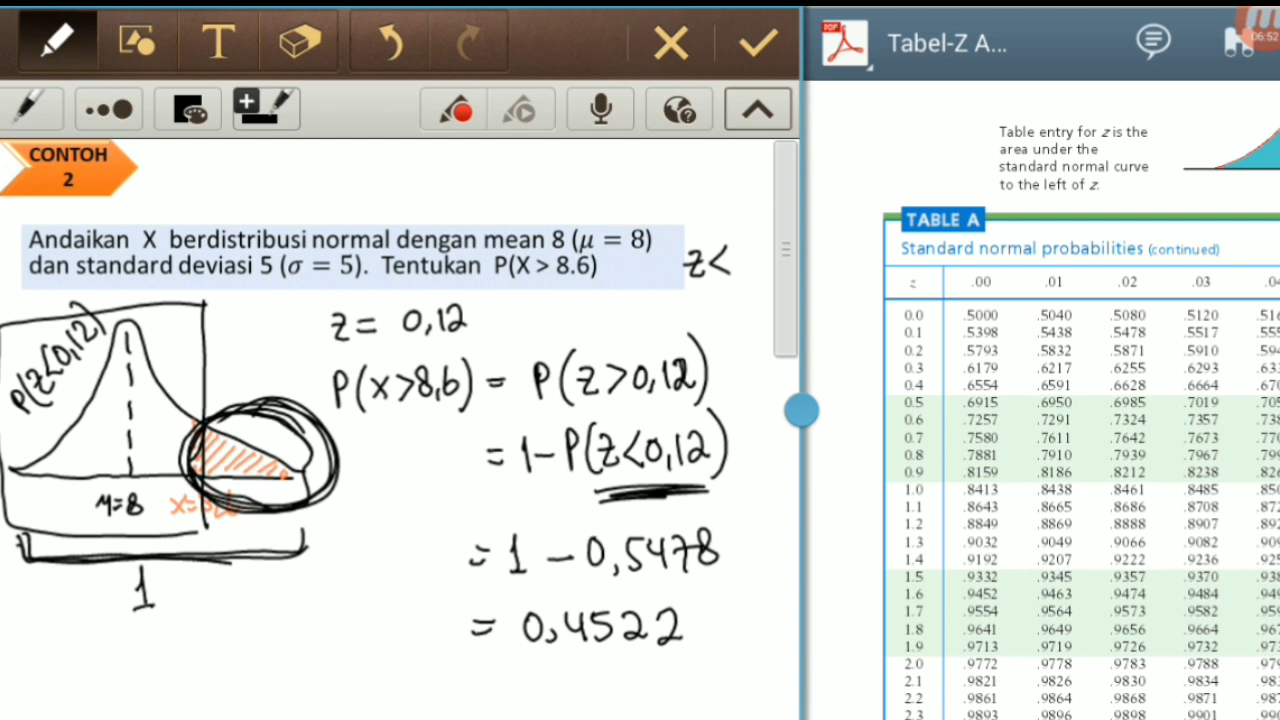 T
PDF
Tabel-Z A...
06:52
CONTOH
2
Andaikan X berdistribusi normal dengan mean 8 (μ = 8)
dan standard deviasi 5 (σ = 5). Tentukan P(X > 8.6)
z<
P(z<0,12)
z = 0,12
P(x>8,6) = P(z>0,12)
= 1-P(z<0,12)
= 1 - 0,5478
= 0,4522
μ=8
1
Table entry for z is the
area under the
standard normal curve
to the left of z.
TABLE A
Standard normal probabilities (continued)
z .00 .01 .02 .03
0.0 .5000 .5040 .5080 .5120
0.1 .5398 .5438 .5478 .5517
0.2 .5793 .5832 .5871 .5910
0.3 .6179 .6217 .6255 .6293
0.4 .6554 .6591 .6628 .6664
0.5 .6915 .6950 .6985 .7019
0.6 .7257 .7291 .7324 .7357
0.7 .7580 .7611 .7642 .7673
0.8 .7881 .7910 .7939 .7967
0.9 .8159 .8186 .8212 .8238
1.0 .8413 .8438 .8461 .8485
1.1 .8643 .8665 .8686 .8708
1.2 .8849 .8869 .8888 .8907
1.3 .9032 .9049 .9066 .9082
1.4 .9192 .9207 .9222 .9236
1.5 .9332 .9345 .9357 .9370
1.6 .9452 .9463 .9474 .9484
1.7 .9554 .9564 .9573 .9582
1.8 .9641 .9649 .9656 .9664
1.9 .9713 .9719 .9726 .9732
2.0 .9772 .9778 .9783 .9788
2.1 .9821 .9826 .9830 .9834
2.2 .9861 .9864 .9868 .9871
2.3 .9893 .9896 .9898 .9901